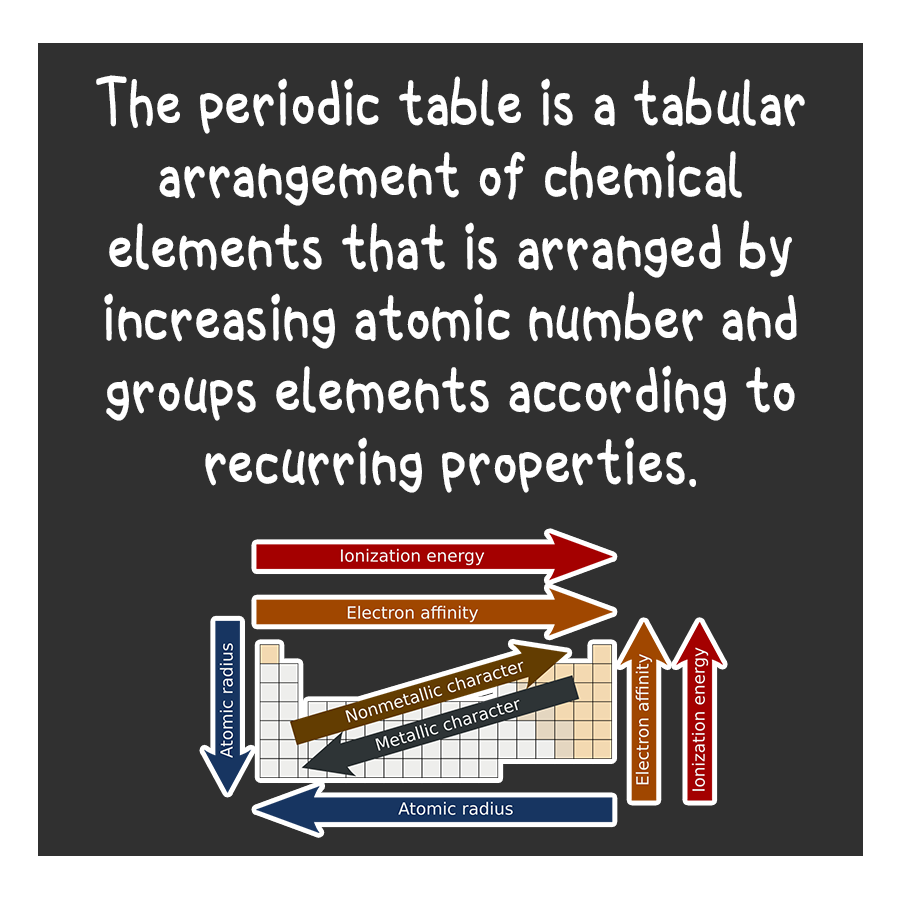 The periodic table is a tabular
arrangement of chemical
elements that is arranged by
increasing atomic number and
groups elements according to
recurring properties.
Ionization energy
Electron affinity
Atomic radius
Nonmetallic character
Metallic character
Electron affinity
Ionization energy
Atomic radius